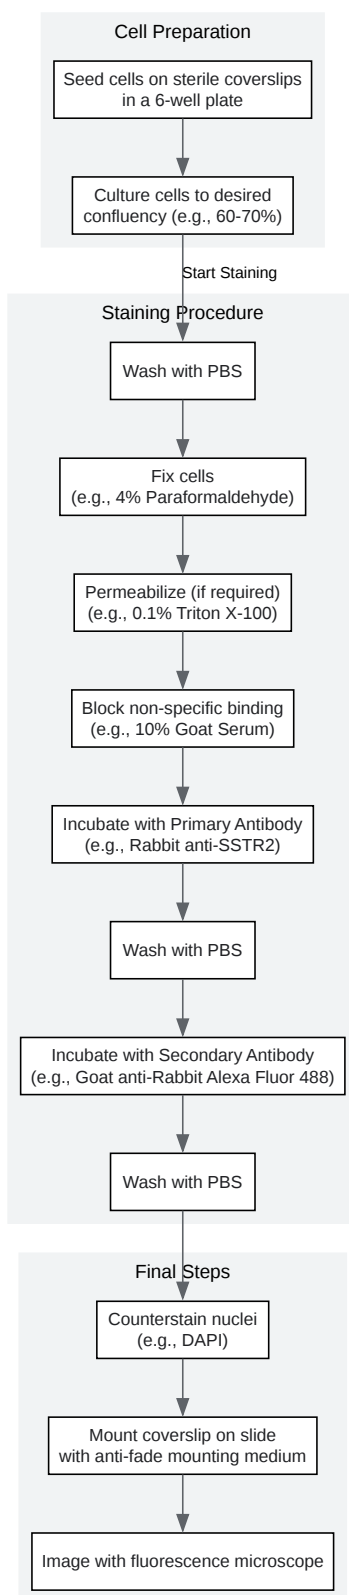 Cell Preparation
Seed cells on sterile coverslips
in a 6-well plate
Culture cells to desired
confluency (e.g., 60-70%)
Start Staining
Staining Procedure
Wash with PBS
Fix cells
(e.g., 4% Paraformaldehyde)
Permeabilize (if required)
(e.g., 0.1% Triton X-100)
Block non-specific binding
(e.g., 10% Goat Serum)
Incubate with Primary Antibody
(e.g., Rabbit anti-SSTR2)
Wash with PBS
Incubate with Secondary Antibody
(e.g., Goat anti-Rabbit Alexa Fluor 488)
Wash with PBS
Final Steps
Counterstain nuclei
(e.g., DAPI)
Mount coverslip on slide
with anti-fade mounting medium
Image with fluorescence microscope